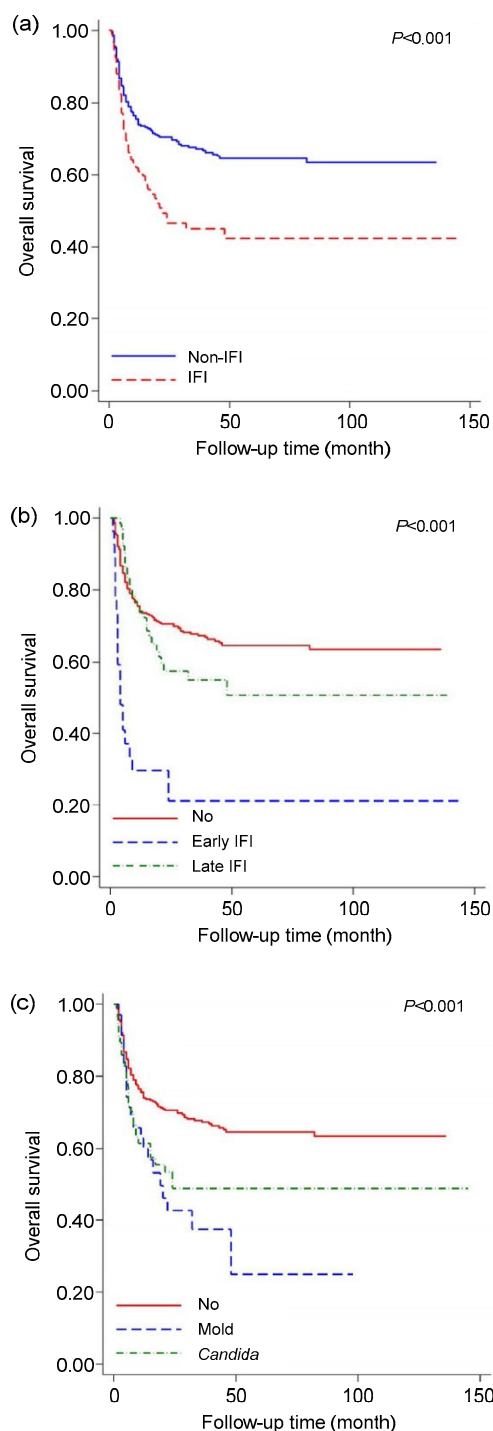 (a)
P<0.001
Overall survival
1.00
0.80
0.60
0.40
0.20
0.00
Non-IFI
IFI
0 50 100 150
Follow-up time (month)
(b)
P<0.001
Overall survival
1.00
0.80
0.60
0.40
0.20
0.00
No
Early IFI
Late IFI
0 50 100 150
Follow-up time (month)
(c)
P<0.001
Overall survival
1.00
0.80
0.60
0.40
0.20
0.00
No
Mold
Candida
0 50 100 150
Follow-up time (month)